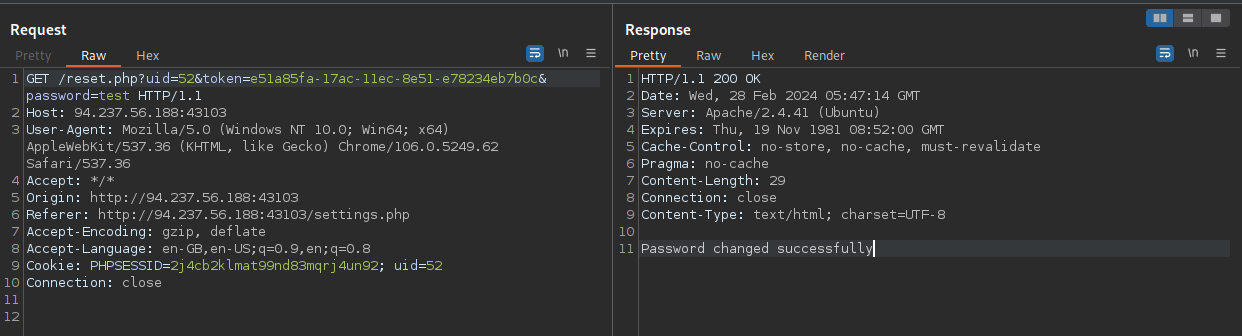 Request
Pretty Raw Hex
\n
1 GET /reset.php?uid=52&token=e51a85fa-17ac-11ec-8e51-e78234eb7b0c&
password=test HTTP/1.1
2 Host: 94.237.56.188:43103
3 User-Agent: Mozilla/5.0 (Windows NT 10.0; Win64; x64)
AppleWebKit/537.36 (KHTML, like Gecko) Chrome/106.0.5249.62
Safari/537.36
4 Accept: */*
5 Origin: http://94.237.56.188:43103
6 Referer: http://94.237.56.188:43103/settings.php
7 Accept-Encoding: gzip, deflate
8 Accept-Language: en-GB,en-US;q=0.9,en;q=0.8
9 Cookie: PHPSESSID=2j4cb2klmat99nd83mqrj4un92; uid=52
10 Connection: close
11
12
Response
Pretty Raw Hex Render
\n
1 HTTP/1.1 200 OK
2 Date: Wed, 28 Feb 2024 05:47:14 GMT
3 Server: Apache/2.4.41 (Ubuntu)
4 Expires: Thu, 19 Nov 1981 08:52:00 GMT
5 Cache-Control: no-store, no-cache, must-revalidate
6 Pragma: no-cache
7 Content-Length: 29
8 Connection: close
9 Content-Type: text/html; charset=UTF-8
10
11 Password changed successfully